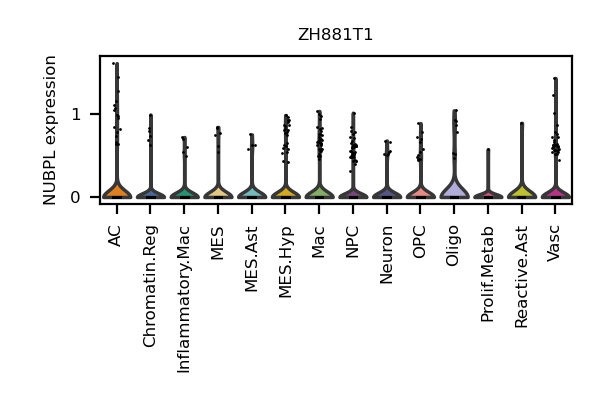 ZH881T1
NUBPL expression
1
0
AC
Chromatin.Reg
Inflammatory.Mac
MES
MES.Ast
MES.Hyp
Mac
NPC
Neuron
OPC
Oligo
Prolif.Metab
Reactive.Ast
Vasc